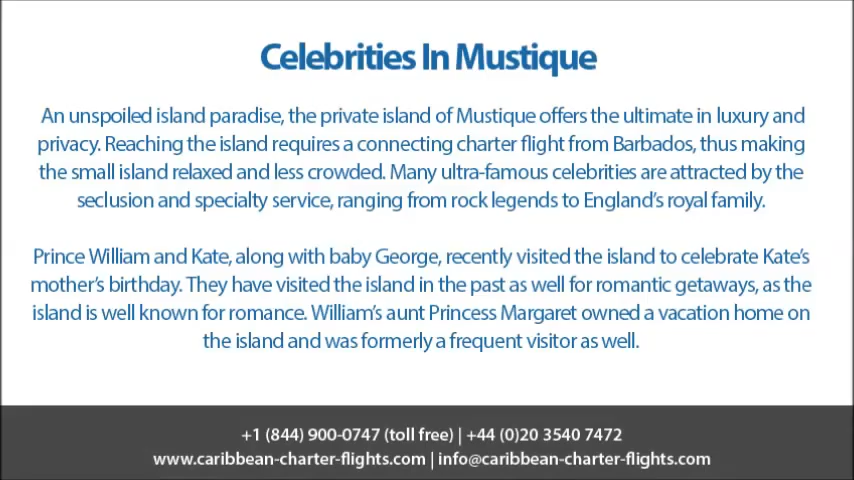 Celebrities In Mustique
An unspoiled island paradise, the private island of Mustique offers the ultimate in luxury and
privacy. Reaching the island requires a connecting charter flight from Barbados, thus making
the small island relaxed and less crowded. Many ultra-famous celebrities are attracted by the
seclusion and specialty service, ranging from rock legends to England's royal family.
Prince William and Kate, along with baby George, recently visited the island to celebrate Kate's
mother's birthday. They have visited the island in the past as well for romantic getaways, as the
island is well known for romance. William's aunt Princess Margaret owned a vacation home on
the island and was formerly a frequent visitor as well.
+1 (844) 900-0747 (toll free) | +44 (0)20 3540 7472
www.caribbean-charter-flights.com | info@caribbean-charter-flights.com